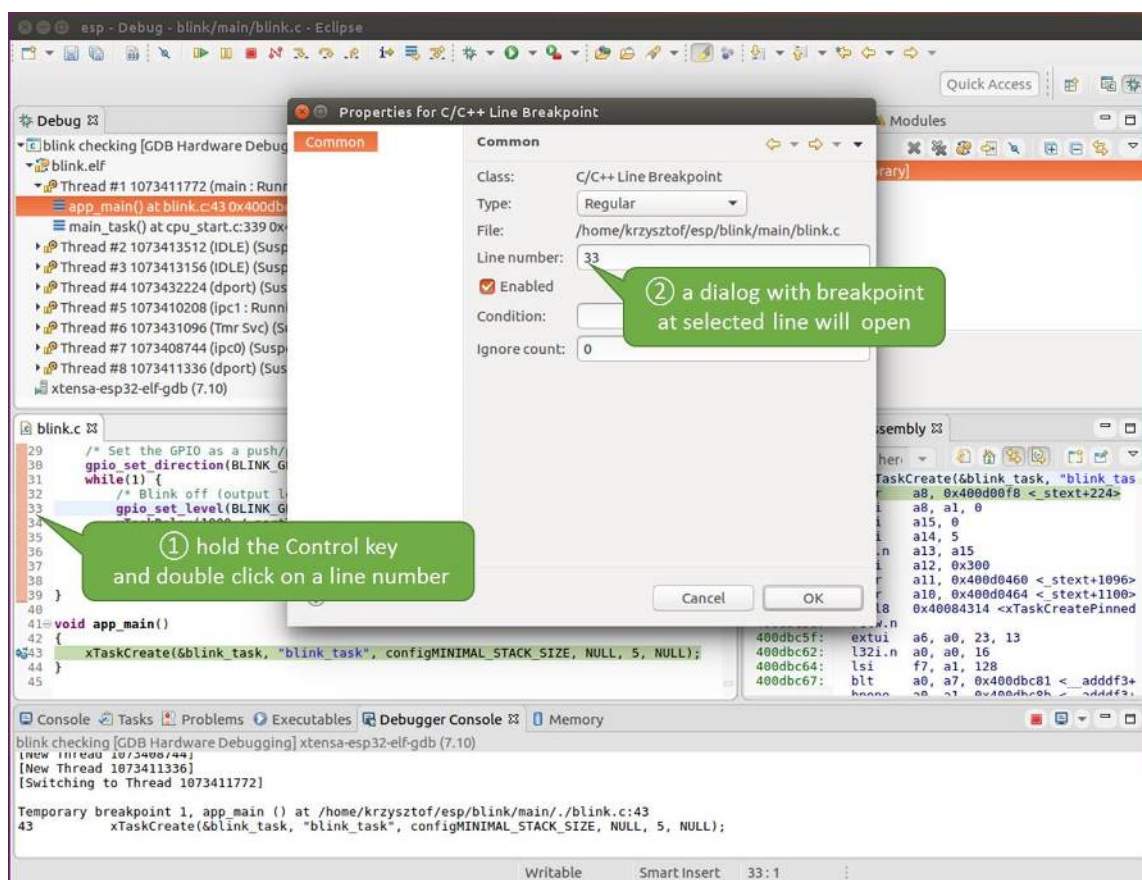 esp - Debug - blink/main/blink.c - Eclipse
Quick Access
Debug
blink checking [GDB Hardware Debug
blink.elf
Thread #1 1073411772 (main : Runn
app_main() at blink.c:43 0x400db
main_task() at cpu_start.c:339 0x4
Thread #2 1073413512 (IDLE) (Susp
Thread #3 1073413156 (IDLE) (Susp
Thread #4 1073432224 (dport) (Sus
Thread #5 1073410208 (ipc1 : Runni
Thread #6 1073431096 (Tmr Svc) (S
Thread #7 1073408744 (ipc0) (Susp
Thread #8 1073411336 (dport) (Sus
xtensa-esp32-elf-gdb (7.10)
Modules
rary]
Properties for C/C++ Line Breakpoint
Common
Common
Class: C/C++ Line Breakpoint
Type: Regular
File: /home/krzysztof/esp/blink/main/blink.c
Line number: 33
Enabled
Condition:
Ignore count: 0
② a dialog with breakpoint
at selected line will open
Cancel OK
blink.c
29 /* Set the GPIO as a push/
30 gpio_set_direction(BLINK_G
31 while(1) {
32 /* Blink off (output l
33 gpio_set_level(BLINK_G
34
35
36
37
38
39 }
40
41 void app_main()
42 {
43 xTaskCreate(&blink_task, "blink_task", configMINIMAL_STACK_SIZE, NULL, 5, NULL);
44 }
45
① hold the Control key
and double click on a line number
ssembly
her
TaskCreate(&blink_task, "blink_tas
r a8, 0x400d00f8 <_stext+224>
i a8, a1, 0
i a15, 0
i a14, 5
.n a13, a15
i a12, 0x300
r a11, 0x400d0460 <_stext+1096>
r a10, 0x400d0464 <_stext+1100>
l8 0x40084314 <xTaskCreatePinned
w.n
400dbc5f: extui a6, a0, 23, 13
400dbc62: l32i.n a0, a0, 16
400dbc64: lsi f7, a1, 128
400dbc67: blt a0, a7, 0x400dbc81 <__adddf3+
Console Tasks Problems Executables Debugger Console Memory
blink checking [GDB Hardware Debugging] xtensa-esp32-elf-gdb (7.10)
[New Thread 1073408744]
[New Thread 1073411336]
[Switching to Thread 1073411772]
Temporary breakpoint 1, app_main () at /home/krzysztof/esp/blink/main/./blink.c:43
43 xTaskCreate(&blink_task, "blink_task", configMINIMAL_STACK_SIZE, NULL, 5, NULL);
Writable Smart Insert 33 : 1